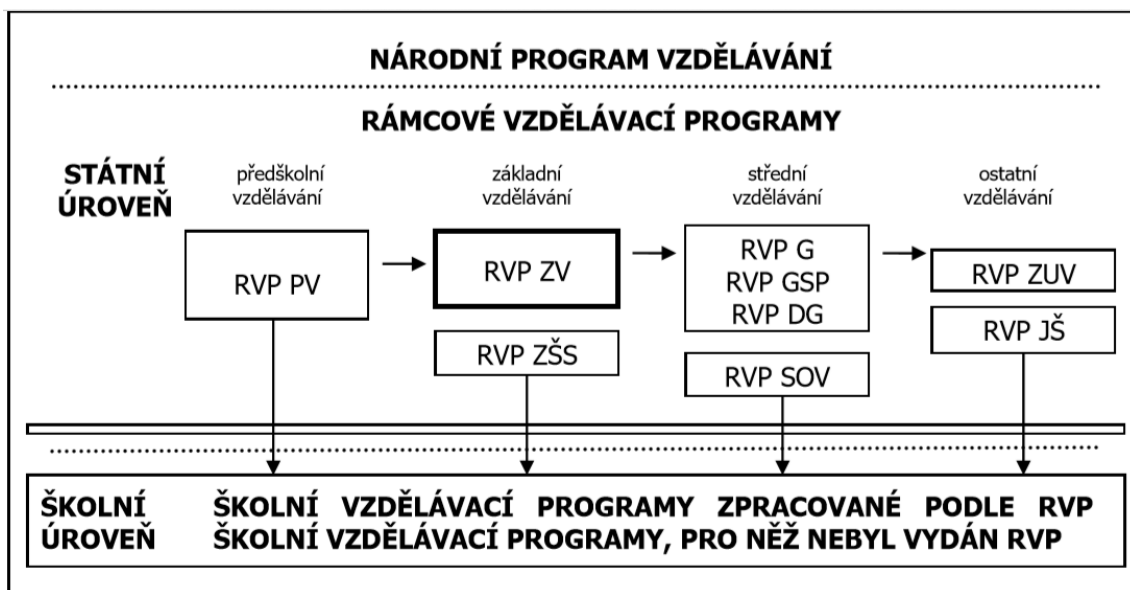 NÁRODNÍ PROGRAM VZDĚLÁVÁNÍ
RÁMCOVÉ VZDĚLÁVACÍ PROGRAMY
STÁTNÍ
ÚROVEŇ
předškolní
vzdělávání
základní
vzdělávání
střední
vzdělávání
ostatní
vzdělávání
RVP PV
RVP ZV
RVP ZŠS
RVP G
RVP GSP
RVP DG
RVP SOV
RVP ZUV
RVP JŠ
ŠKOLNÍ
ÚROVEŇ
ŠKOLNÍ VZDĚLÁVACÍ PROGRAMY ZPRACOVANÉ PODLE RVP
ŠKOLNÍ VZDĚLÁVACÍ PROGRAMY, PRO NĚŽ NEBYL VYDÁN RVP